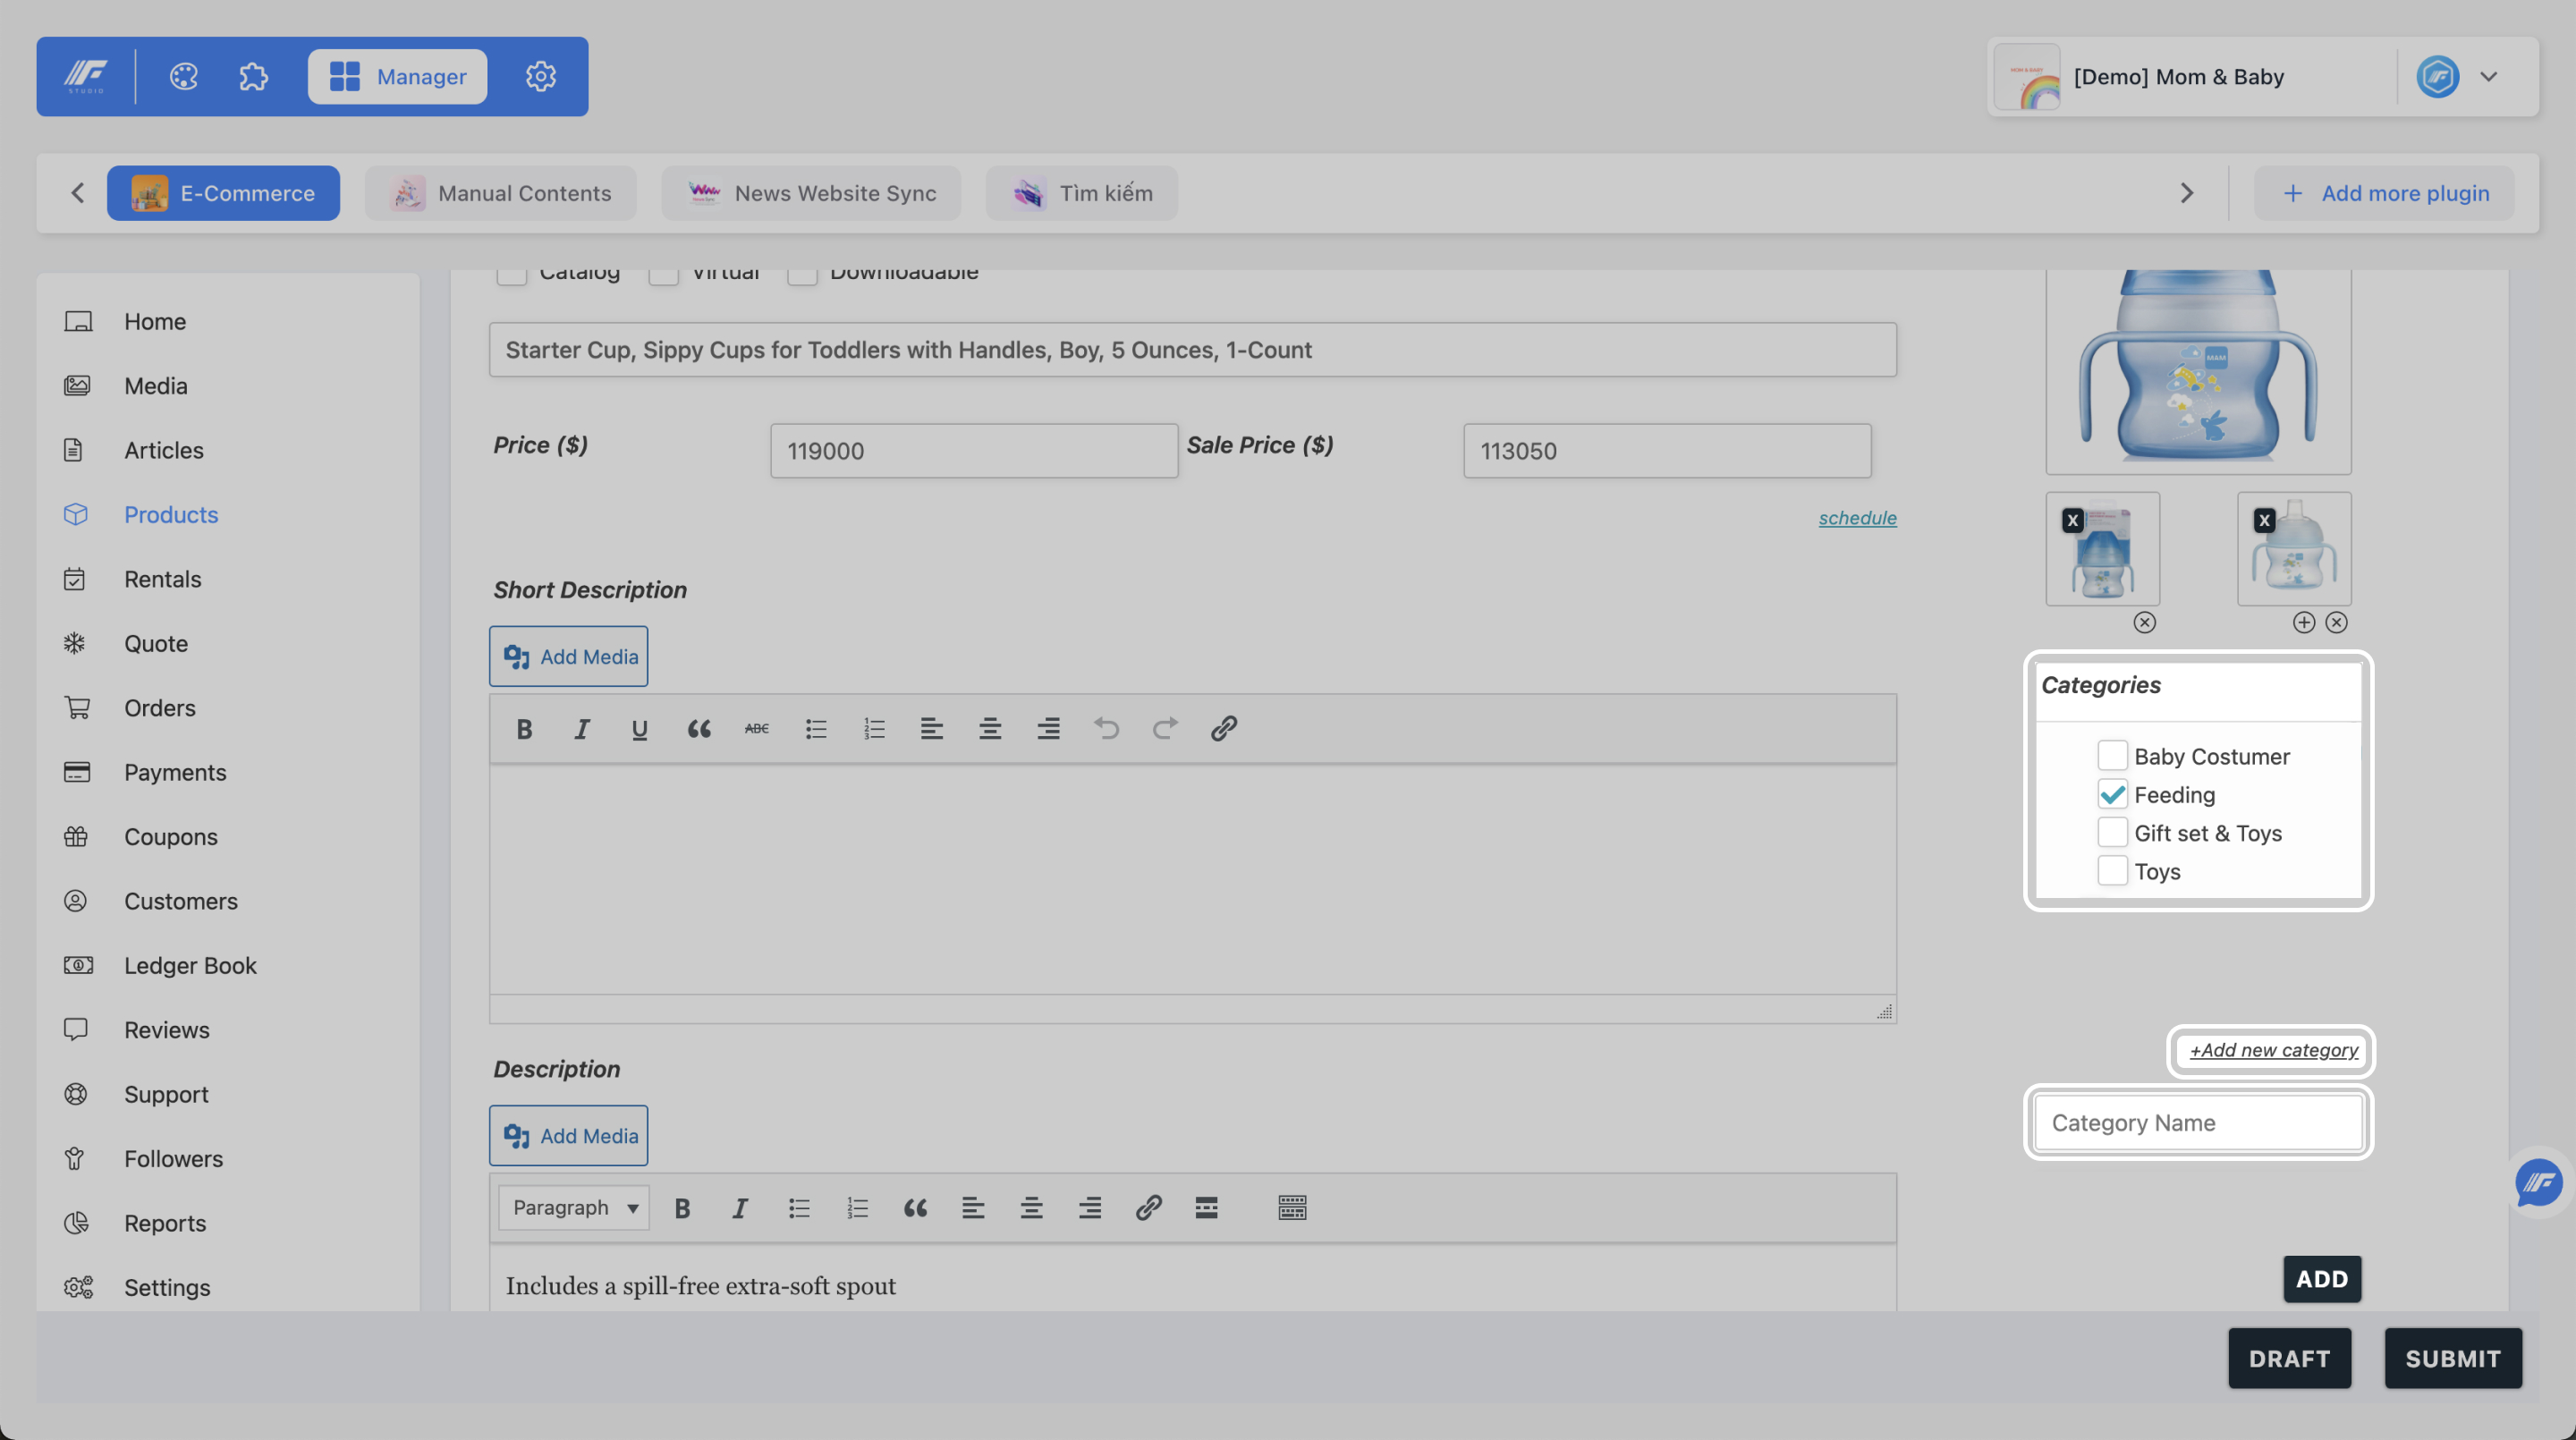 STUDIO
Manager
[Demo] Mom & Baby
E-Commerce
Manual Contents
News Website Sync
Tìm kiếm
+ Add more plugin
Home
Media
Articles
Products
Rentals
Quote
Orders
Payments
Coupons
Customers
Ledger Book
Reviews
Support
Followers
Reports
Settings
Catalog Virtual Downloadable
Starter Cup, Sippy Cups for Toddlers with Handles, Boy, 5 Ounces, 1-Count
Price ($) 119000 Sale Price ($) 113050
schedule
Short Description
Add Media
B I U ABC
Description
Add Media
Paragraph B I
Includes a spill-free extra-soft spout
MAM
X X
Categories
Baby Costumer
Feeding
Gift set & Toys
Toys
+Add new category
Category Name
ADD
DRAFT SUBMIT